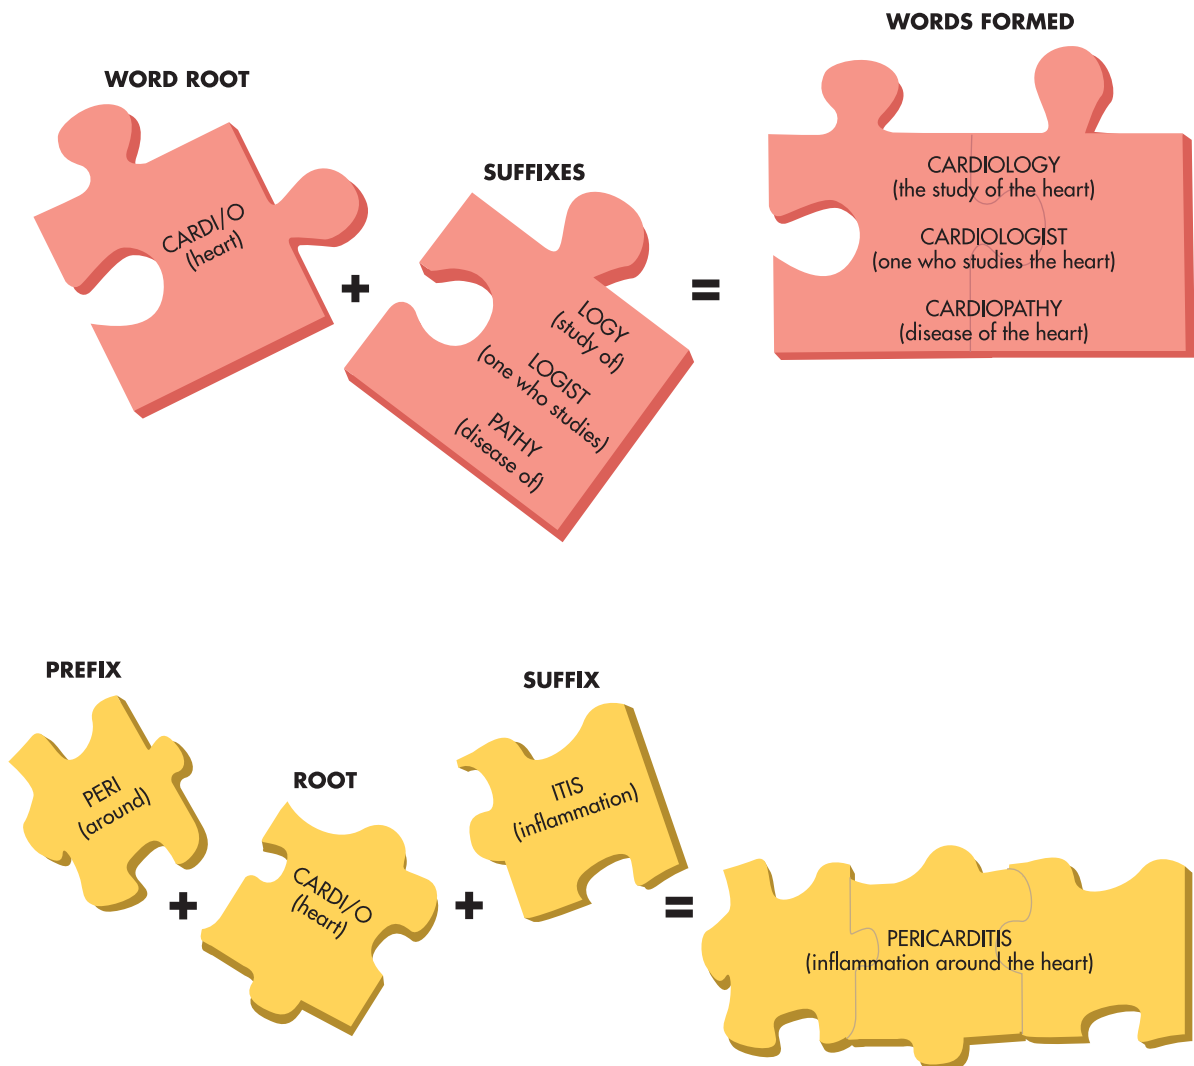 WORD ROOT
CARDI/O
(heart)
+
SUFFIXES
LOGY
(study of)
LOGIST
(one who studies)
PATHY
(disease of)
=
WORDS FORMED
CARDIOLOGY
(the study of the heart)
CARDIOLOGIST
(one who studies the heart)
CARDIOPATHY
(disease of the heart)
PREFIX
PERI
(around)
+
ROOT
CARDI/O
(heart)
+
SUFFIX
ITIS
(inflammation)
=
PERICARDITIS
(inflammation around the heart)